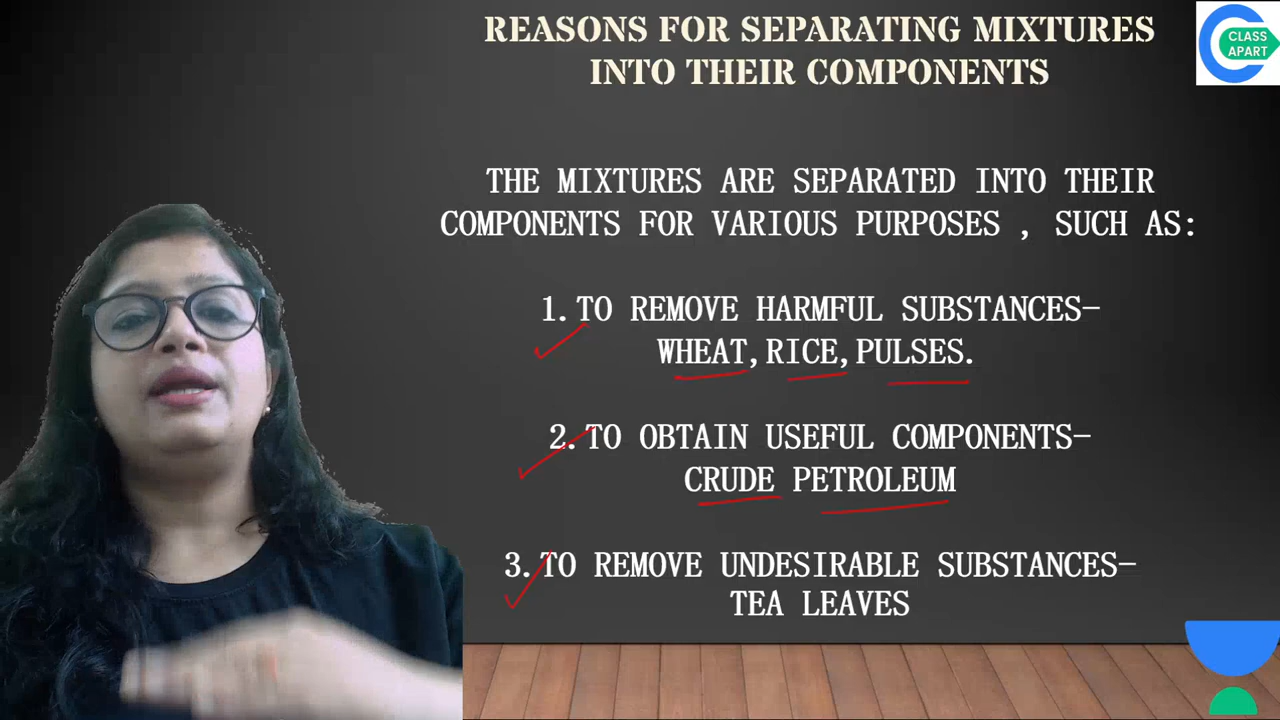 REASONS FOR SEPARATING MIXTURES
INTO THEIR COMPONENTS
CLASS
APART
THE MIXTURES ARE SEPARATED INTO THEIR
COMPONENTS FOR VARIOUS PURPOSES , SUCH AS:
1.TO REMOVE HARMFUL SUBSTANCES-
WHEAT,RICE,PULSES.
2.TO OBTAIN USEFUL COMPONENTS-
CRUDE PETROLEUM
3.TO REMOVE UNDESIRABLE SUBSTANCES-
TEA LEAVES